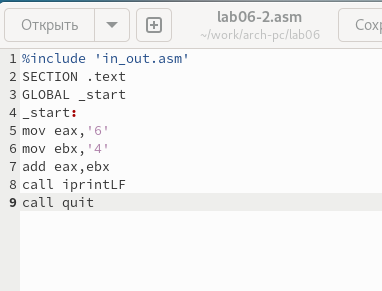 Открыть
lab06-2.asm
~/work/arch-pc/lab06
Сох
1 %include 'in_out.asm'
2 SECTION .text
3 GLOBAL _start
4 _start:
5 mov eax,'6'
6 mov ebx,'4'
7 add eax,ebx
8 call iprintLF
9 call quit